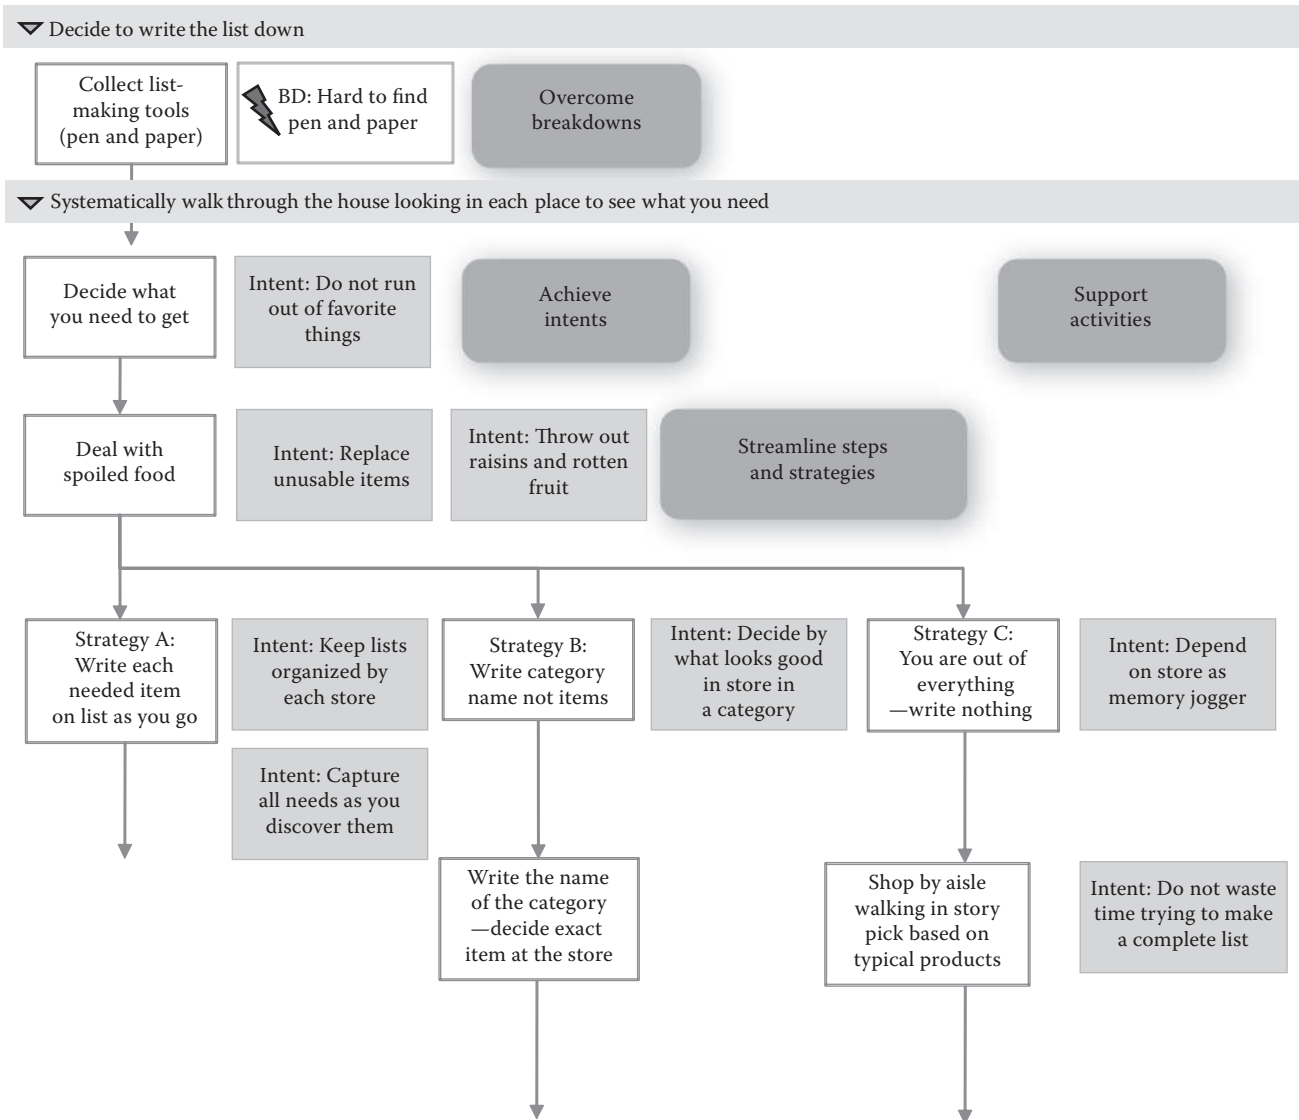 Decide to write the list down
Collect list-
making tools
(pen and paper)
BD: Hard to find
pen and paper
Overcome
breakdowns
Systematically walk through the house looking in each place to see what you need
Decide what
you need to get
Intent: Do not run
out of favorite
things
Achieve
intents
Support
activities
Deal with
spoiled food
Intent: Replace
unusable items
Intent: Throw out
raisins and rotten
fruit
Streamline steps
and strategies
Strategy A:
Write each
needed item
on list as you go
Intent: Keep lists
organized by
each store
Strategy B:
Write category
name not items
Intent: Decide by
what looks good
in store in
a category
Strategy C:
You are out of
everything
—write nothing
Intent: Depend
on store as
memory jogger
Intent: Capture
all needs as you
discover them
Write the name
of the category
—decide exact
item at the store
Shop by aisle
walking in story
pick based on
typical products
Intent: Do not waste
time trying to make
a complete list